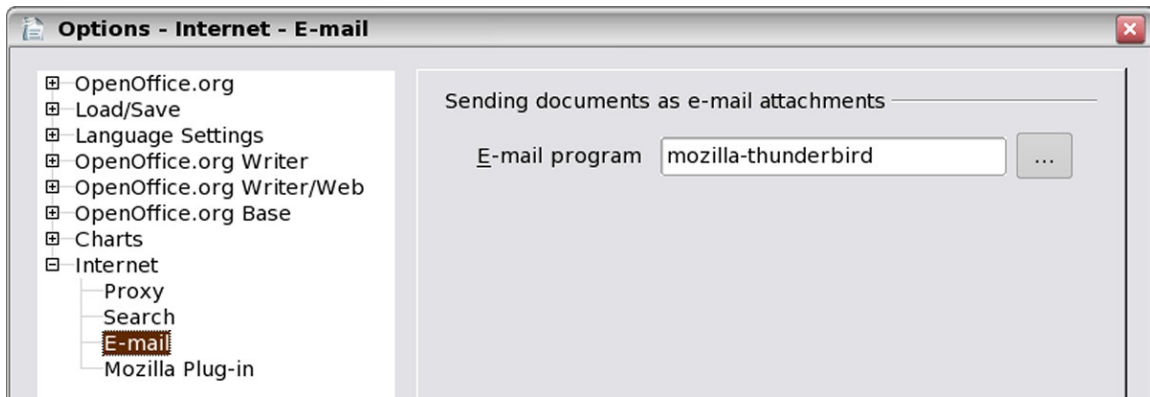 Options - Internet - E-mail
OpenOffice.org
Load/Save
Language Settings
OpenOffice.org Writer
OpenOffice.org Writer/Web
OpenOffice.org Base
Charts
Internet
Proxy
Search
E-mail
Mozilla Plug-in
Sending documents as e-mail attachments
E-mail program mozilla-thunderbird ...